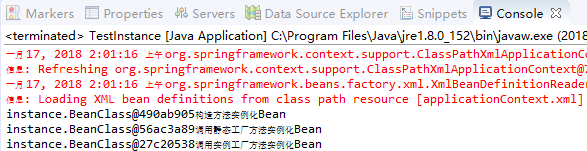 Markers Properties Servers Data Source Explorer Snippets Console
<terminated> TestInstance [Java Application] C:\Program Files\Java\jre1.8.0_152\bin\javaw.exe (2018
一月 17, 2018 2:01:16 上午 org.springframework.context.support.ClassPathXmlApplicationCo
信息: Refreshing org.springframework.context.support.ClassPathXmlApplicationContext@7
一月 17, 2018 2:01:16 上午 org.springframework.beans.factory.xml.XmlBeanDefinitionReade
信息: Loading XML bean definitions from class path resource [applicationContext.xml]
instance.BeanClass@490ab905构造方法实例化Bean
instance.BeanClass@56ac3a89调用静态工厂方法实例化Bean
instance.BeanClass@27c20538调用实例工厂方法实例化Bean